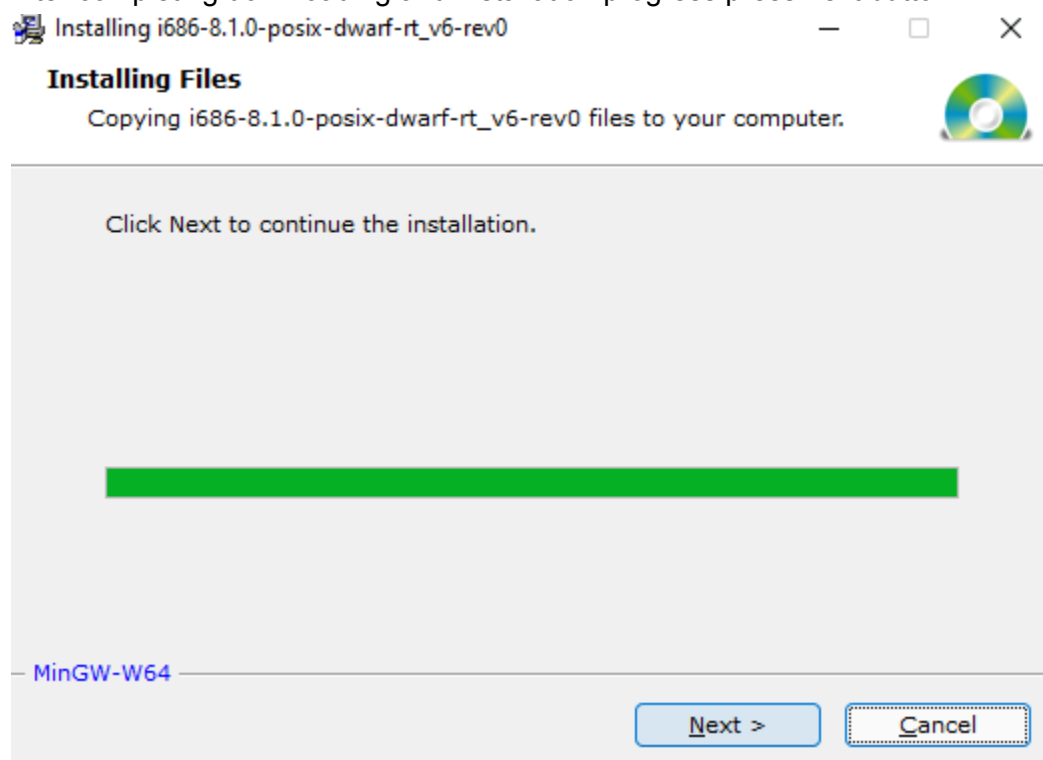 Installing i686-8.1.0-posix-dwarf-rt_v6-rev0
Installing Files
Copying i686-8.1.0-posix-dwarf-rt_v6-rev0 files to your computer.
Click Next to continue the installation.
MinGW-W64
Next >
Cancel